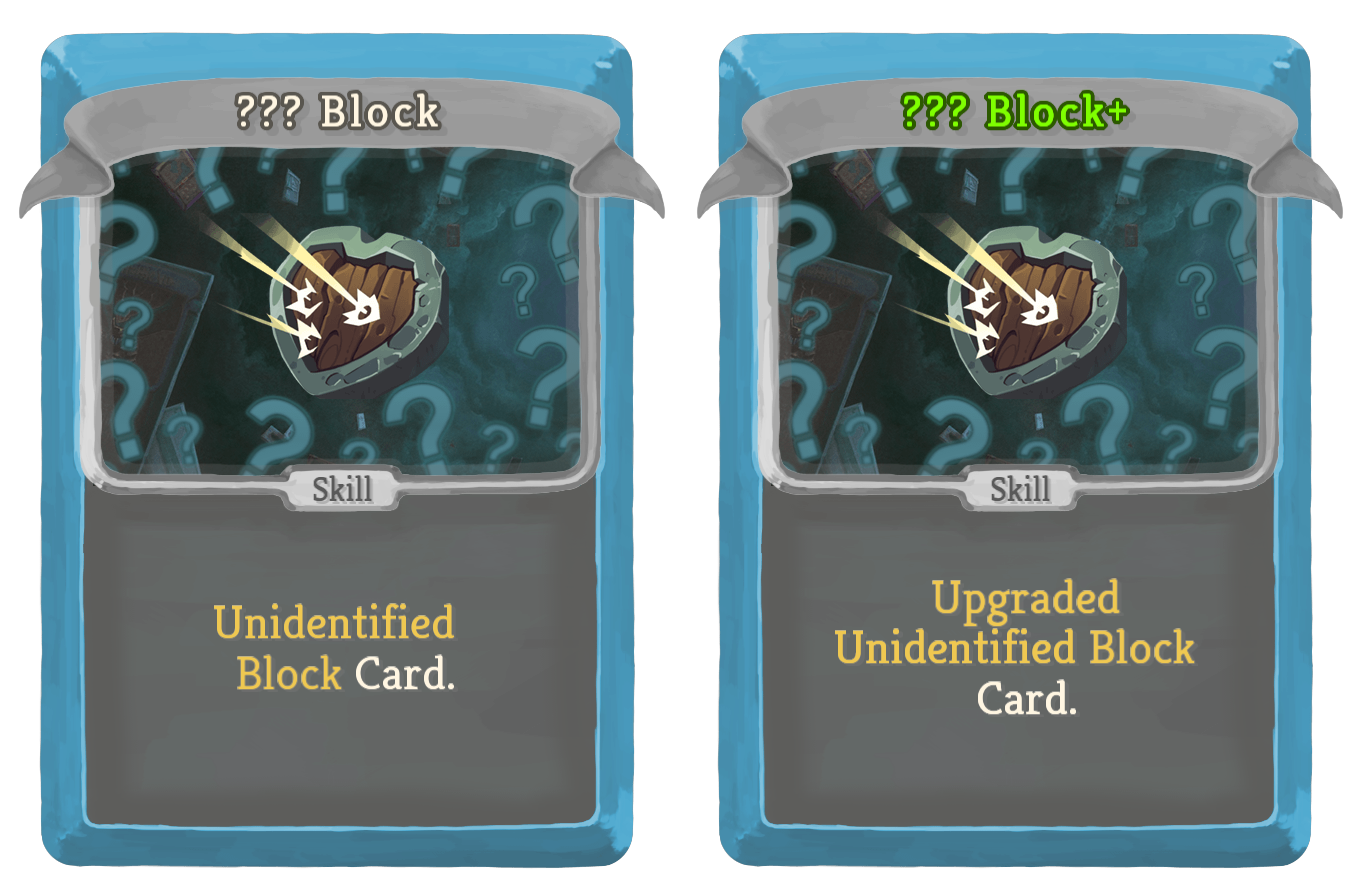 ??? Block
Skill
Unidentified
Block Card.
??? Block+
Skill
Upgraded
Unidentified Block
Card.